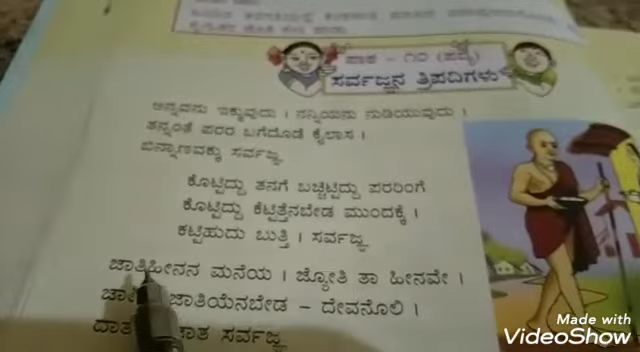 ಪಾಠ - ೧೦ (ಪದ್ಯ)
ಸರ್ವಜ್ಞನ ತ್ರಿಪದಿಗಳು
ಅನ್ನವನು ಇಕ್ಕುವುದು । ನನ್ನಿಯನು ನುಡಿಯುವುದು ।
ತನ್ನಂತೆ ಪರರ ಬಗೆದೊಡೆ ಕೈಲಾಸ ।
ಬಿನ್ನಾಣವಕ್ಕು ಸರ್ವಜ್ಞ
ಕೊಟ್ಟಿದ್ದು ತನಗೆ ಬಚ್ಚಿಟ್ಟಿದ್ದು ಪರರಿಂಗೆ
ಕೊಟ್ಟಿದ್ದು ಕೆಟ್ಟಿತ್ತೆನಬೇಡ ಮುಂದಕ್ಕೆ ।
ಕಟ್ಟಿಹುದು ಬುತ್ತಿ । ಸರ್ವಜ್ಞ
ಜಾತಿಹೀನನ ಮನೆಯ । ಜ್ಯೋತಿ ತಾ ಹೀನವೇ ।
ಜಾತಿಯೆನಬೇಡ – ದೇವನೊಲಿ ।
ಸರ್ವಜ್ಞ
Made with
VideoShow